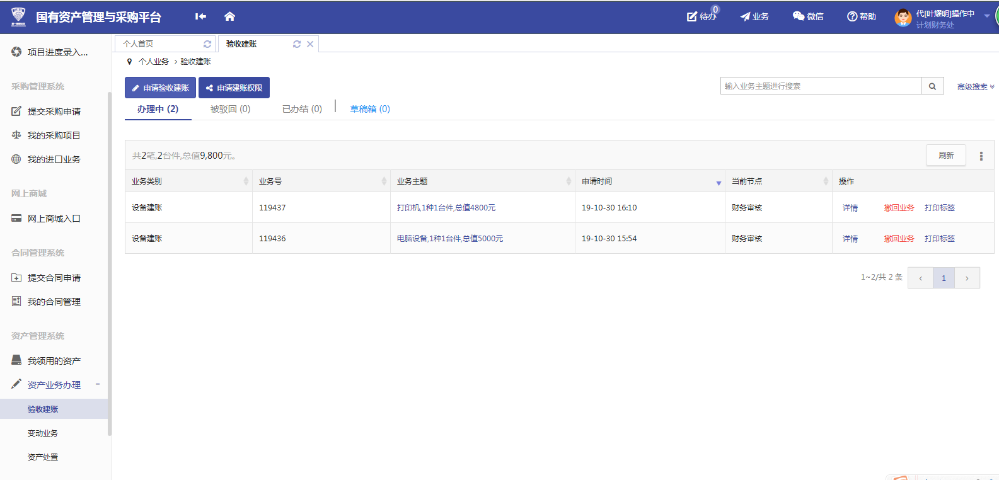 国有资产管理与采购平台
待办
0
业务
微信
帮助
代[叶耀明]操作中
计划财务处
项目进度录入...
采购管理系统
提交采购申请
我的采购项目
我的进口业务
网上商城
网上商城入口
合同管理系统
提交合同申请
我的合同管理
资产管理系统
我领用的资产
资产业务办理 −
验收建账
变动业务
资产处置
个人首页
验收建账
个人业务 › 验收建账
申请验收建账
申请建账权限
输入业务主题进行搜索
高级搜索
办理中 (2)
被驳回 (0)
已办结 (0)
草稿箱 (0)
共2笔,2台件,总值9,800元。
刷新
业务类别 业务号 业务主题 申请时间 当前节点 操作
设备建账 119437 打印机,1种1台件,总值4800元 19-10-30 16:10 财务审核 详情 撤回业务 打印标签
设备建账 119436 电脑设备,1种1台件,总值5000元 19-10-30 15:54 财务审核 详情 撤回业务 打印标签
1~2/共 2 条 ‹ 1 ›